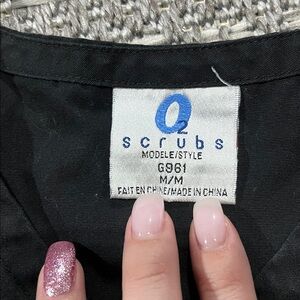 O2
scrubs
MODELE/STYLE
G961
M/M
FAIT EN CHINE/MADE IN CHINA